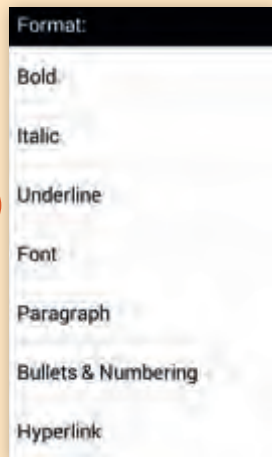 Format:
Bold
Italic
Underline
Font
Paragraph
Bullets & Numbering
Hyperlink